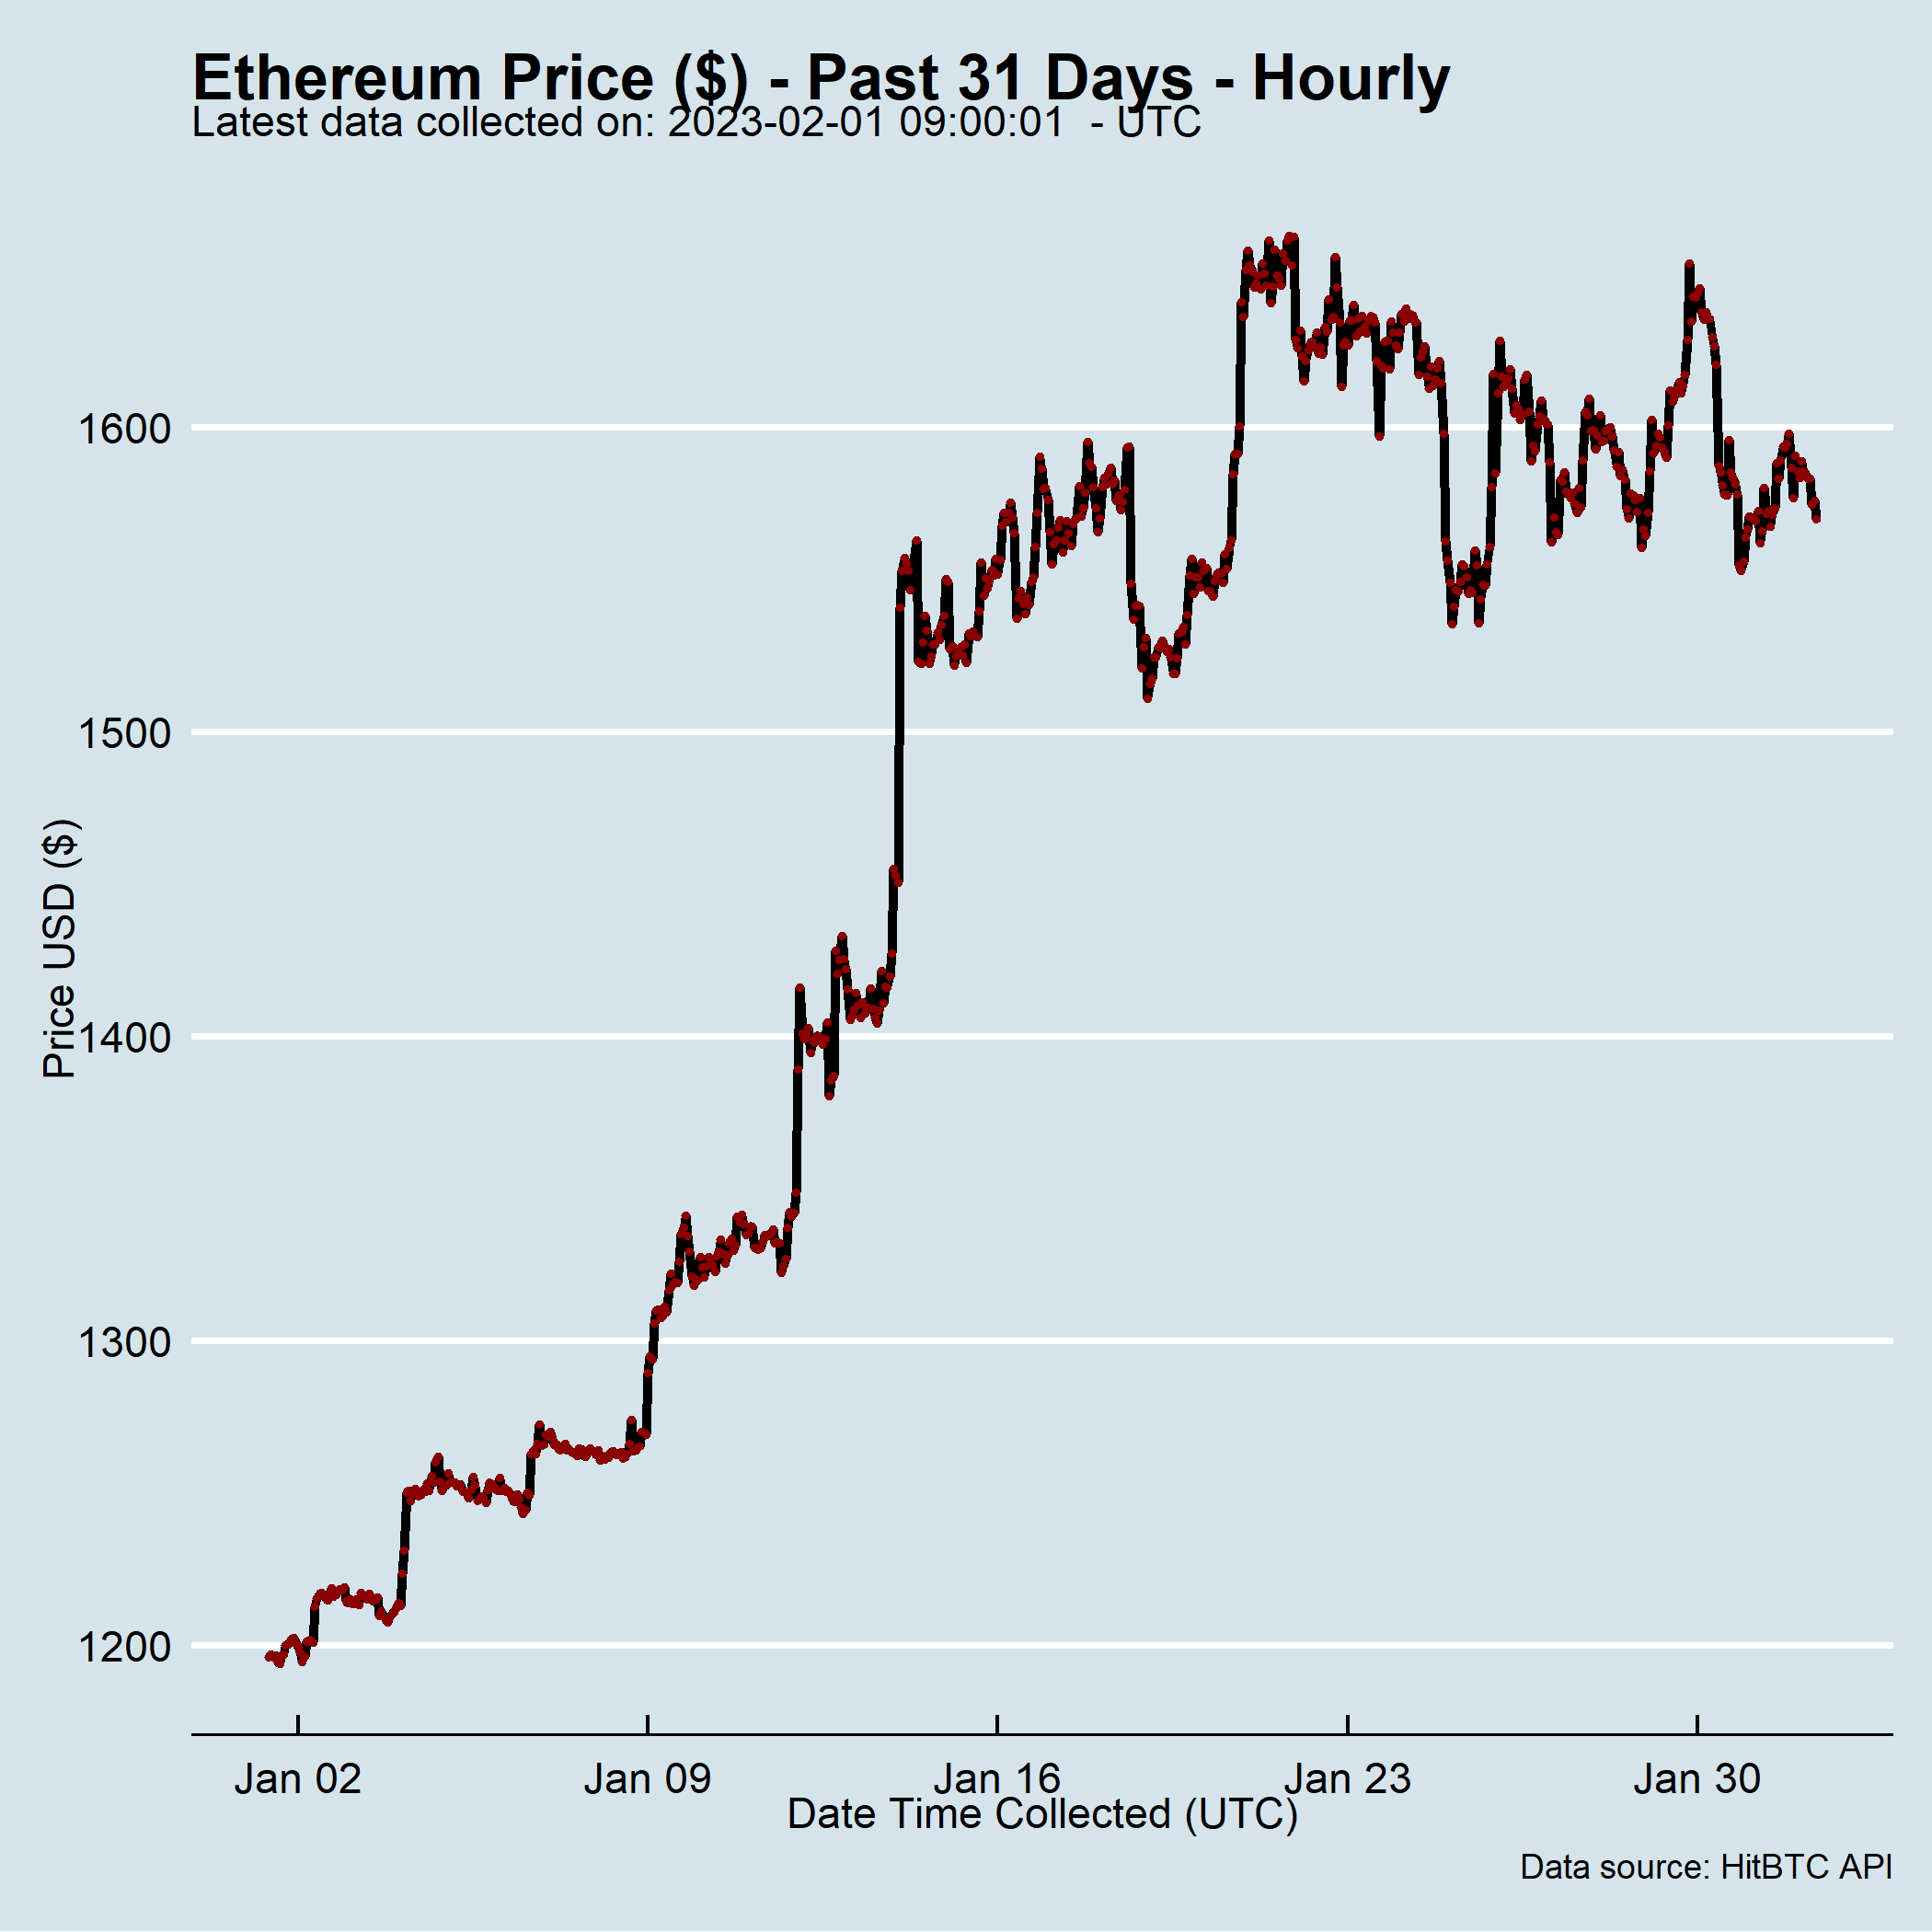 Ethereum Price ($) - Past 31 Days - Hourly
Latest data collected on: 2023-02-01 09:00:01  - UTC
Price USD ($)
1600
1500
1400
1300
1200
Jan 02
Jan 09
Jan 16
Jan 23
Jan 30
Date Time Collected (UTC)
Data source: HitBTC API